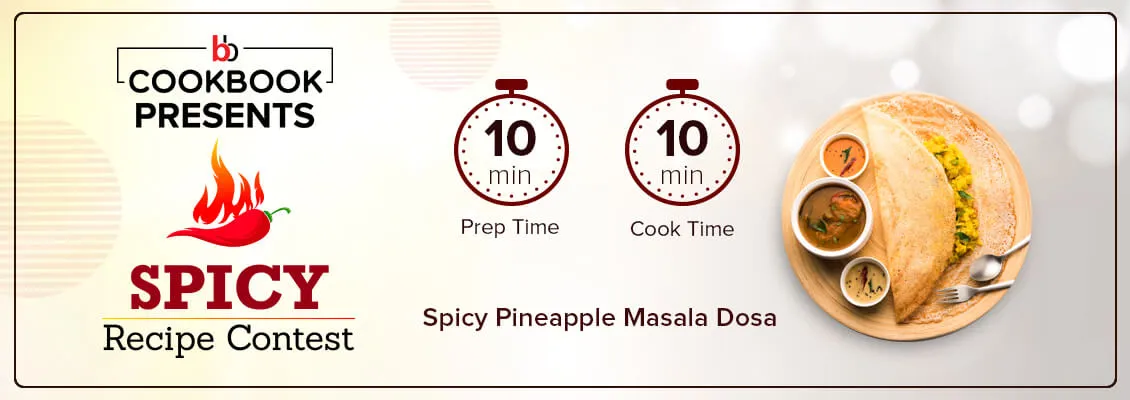 bb
COOKBOOK
PRESENTS
SPICY
Recipe Contest
10
min
Prep Time
10
min
Cook Time
Spicy Pineapple Masala Dosa